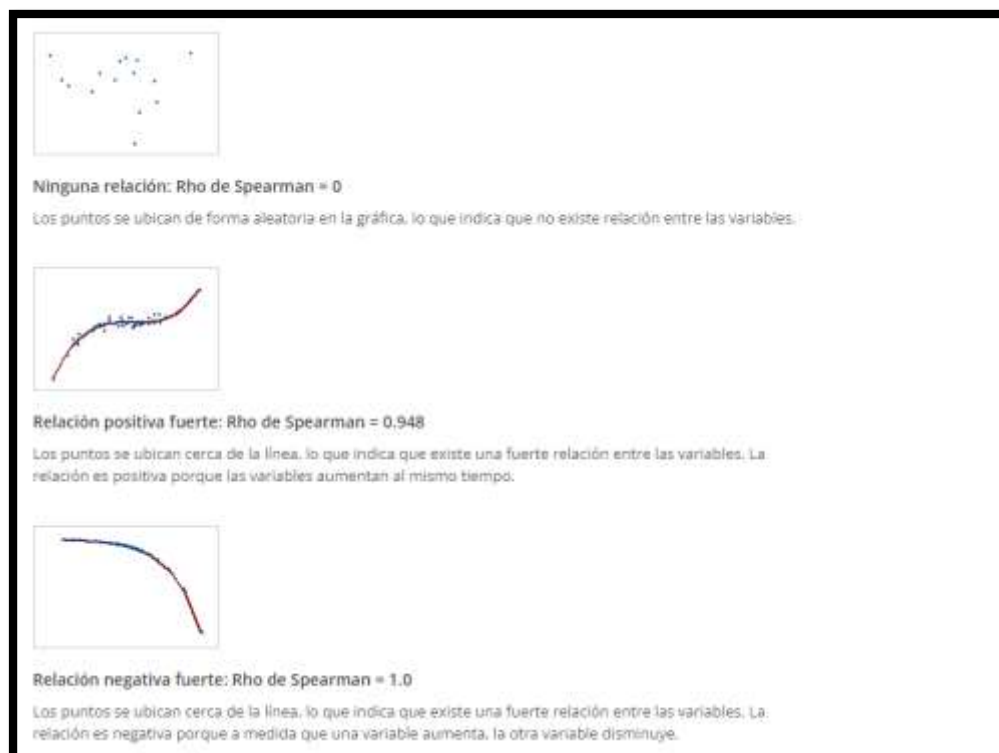 Ninguna relación: Rho de Spearman = 0
Los puntos se ubican de forma aleatoria en la gráfica, lo que indica que no existe relación entre las variables.
Relación positiva fuerte: Rho de Spearman = 0.948
Los puntos se ubican cerca de la línea, lo que indica que existe una fuerte relación entre las variables. La
relación es positiva porque las variables aumentan al mismo tiempo.
Relación negativa fuerte: Rho de Spearman = 1.0
Los puntos se ubican cerca de la línea, lo que indica que existe una fuerte relación entre las variables. La
relación es negativa porque a medida que una variable aumenta, la otra variable disminuye.